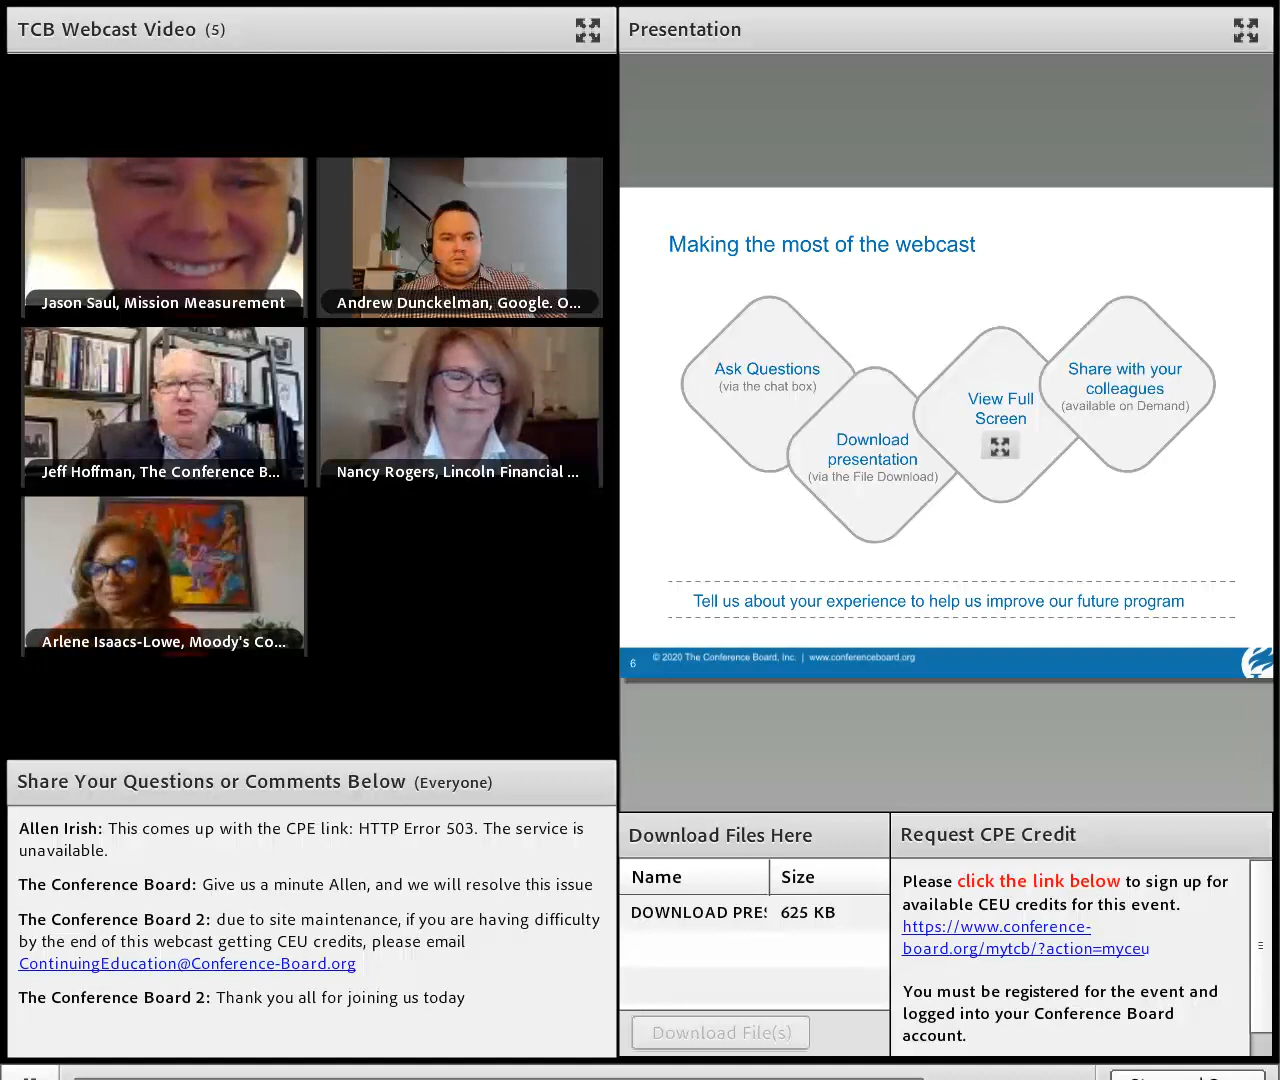 TCB Webcast Video (5)
Jason Saul, Mission Measurement
Andrew Dunckelman, Google. O...
Jeff Hoffman, The Conference B...
Nancy Rogers, Lincoln Financial ...
Arlene Isaacs-Lowe, Moody's Co...
Presentation
Making the most of the webcast
Ask Questions
(via the chat box)
Download
presentation
(via the File Download)
View Full
Screen
Share with your
colleagues
(available on Demand)
Tell us about your experience to help us improve our future program
6
© 2020 The Conference Board, Inc. | www.conferenceboard.org
Share Your Questions or Comments Below (Everyone)
Allen Irish: This comes up with the CPE link: HTTP Error 503. The service is
unavailable.
The Conference Board: Give us a minute Allen, and we will resolve this issue
The Conference Board 2: due to site maintenance, if you are having difficulty
by the end of this webcast getting CEU credits, please email
ContinuingEducation@Conference-Board.org
The Conference Board 2: Thank you all for joining us today
Download Files Here
Name Size
DOWNLOAD PRES 625 KB
Download File(s)
Request CPE Credit
Please click the link below to sign up for
available CEU credits for this event.
https://www.conference-
board.org/mytcb/?action=myceu
You must be registered for the event and
logged into your Conference Board
account.